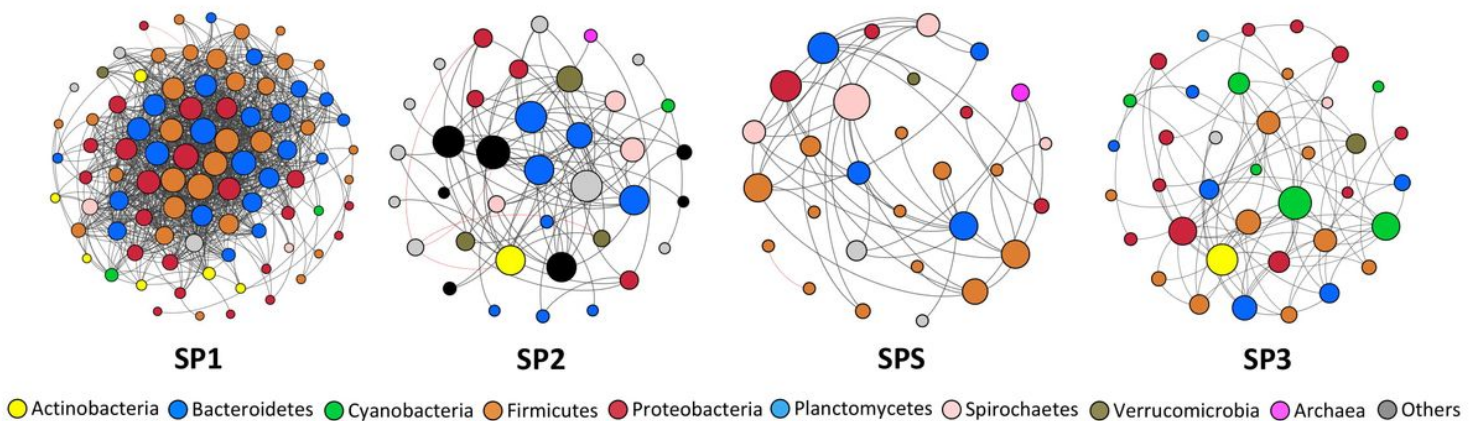 SP1 SP2 SPS SP3
Actinobacteria Bacteroidetes Cyanobacteria Firmicutes Proteobacteria Planctomycetes Spirochaetes Verrucomicrobia Archaea Others